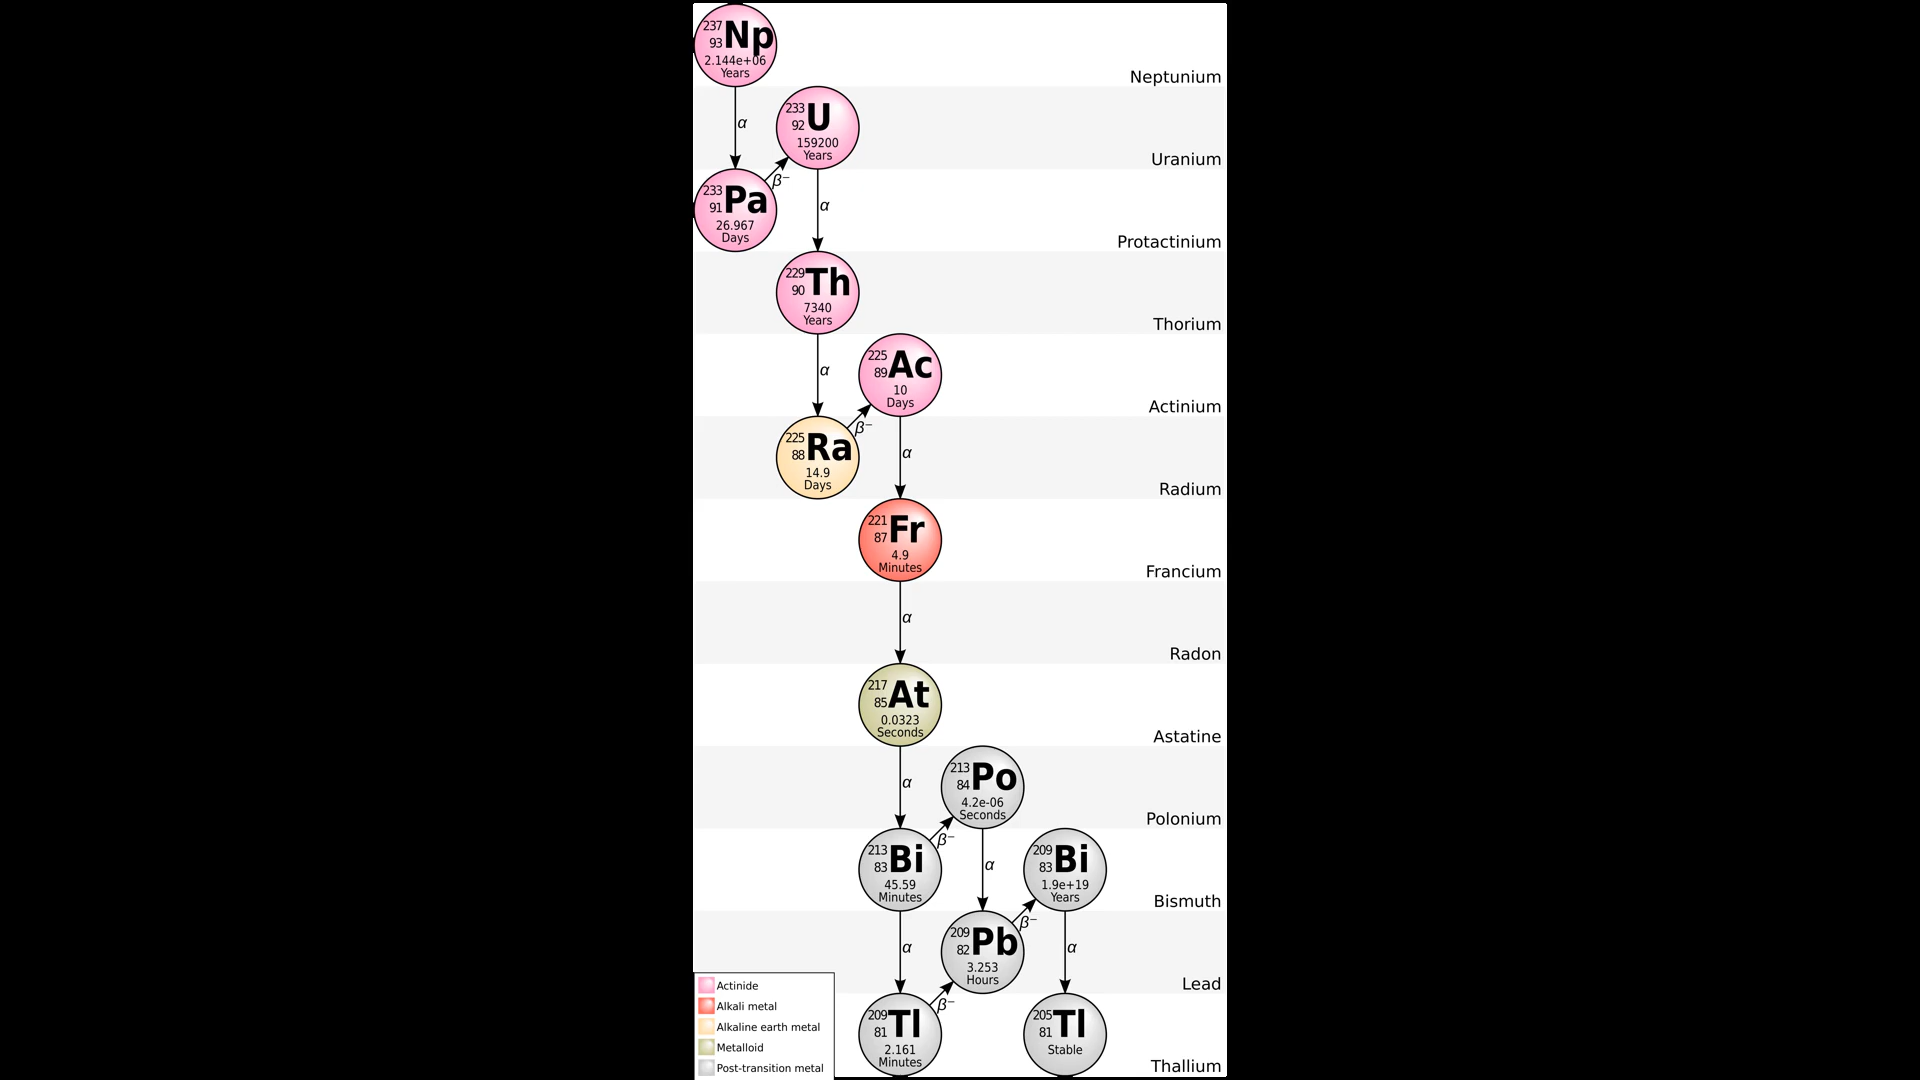 237
93 Np
2.144e+06
Years
Neptunium
α
233
92 U
159200
Years
Uranium
β−
233
91 Pa
26.967
Days
α
Protactinium
229
90 Th
7340
Years
Thorium
α
225
89 Ac
10
Days
Actinium
β−
225
88 Ra
14.9
Days
α
Radium
221
87 Fr
4.9
Minutes
Francium
α
Radon
217
85 At
0.0323
Seconds
Astatine
α
213
84 Po
4.2e-06
Seconds
Polonium
β−
213
83 Bi
45.59
Minutes
α
209
83 Bi
1.9e+19
Years
Bismuth
β−
α
209
82 Pb
3.253
Hours
α
Lead
β−
209
81 Tl
2.161
Minutes
205
81 Tl
Stable
Thallium
Actinide
Alkali metal
Alkaline earth metal
Metalloid
Post-transition metal